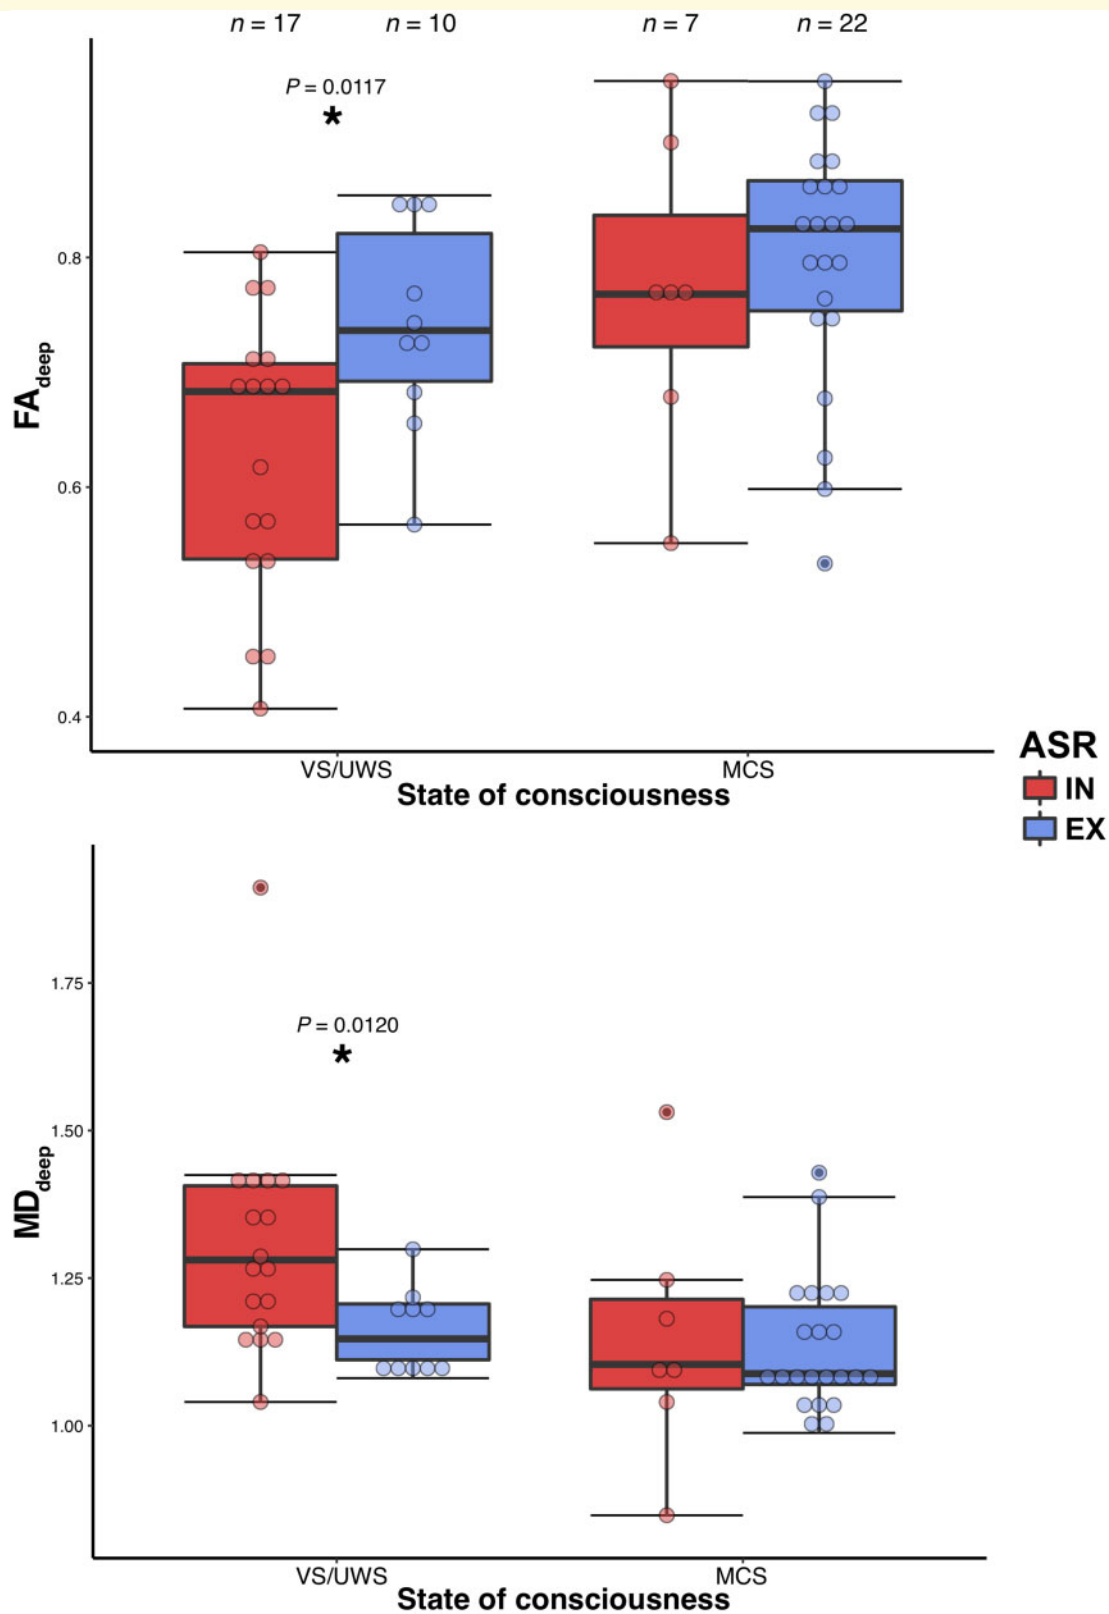 n = 17 n = 10 n = 7 n = 22
P = 0.0117
*
0.8
0.6
0.4
FAdeep
VS/UWS MCS
State of consciousness
ASR
IN
EX
1.75
P = 0.0120
*
1.50
1.25
1.00
MDdeep
VS/UWS MCS
State of consciousness